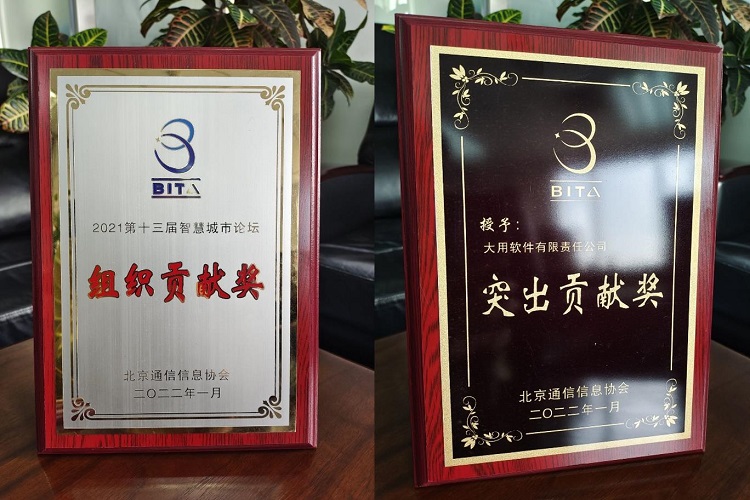 BITA
2021第十三届智慧城市论坛
组织贡献奖
北京通信信息协会
二〇二二年一月
BITA
授予：
大用软件有限责任公司
突出贡献奖
北京通信信息协会
二〇二二年一月